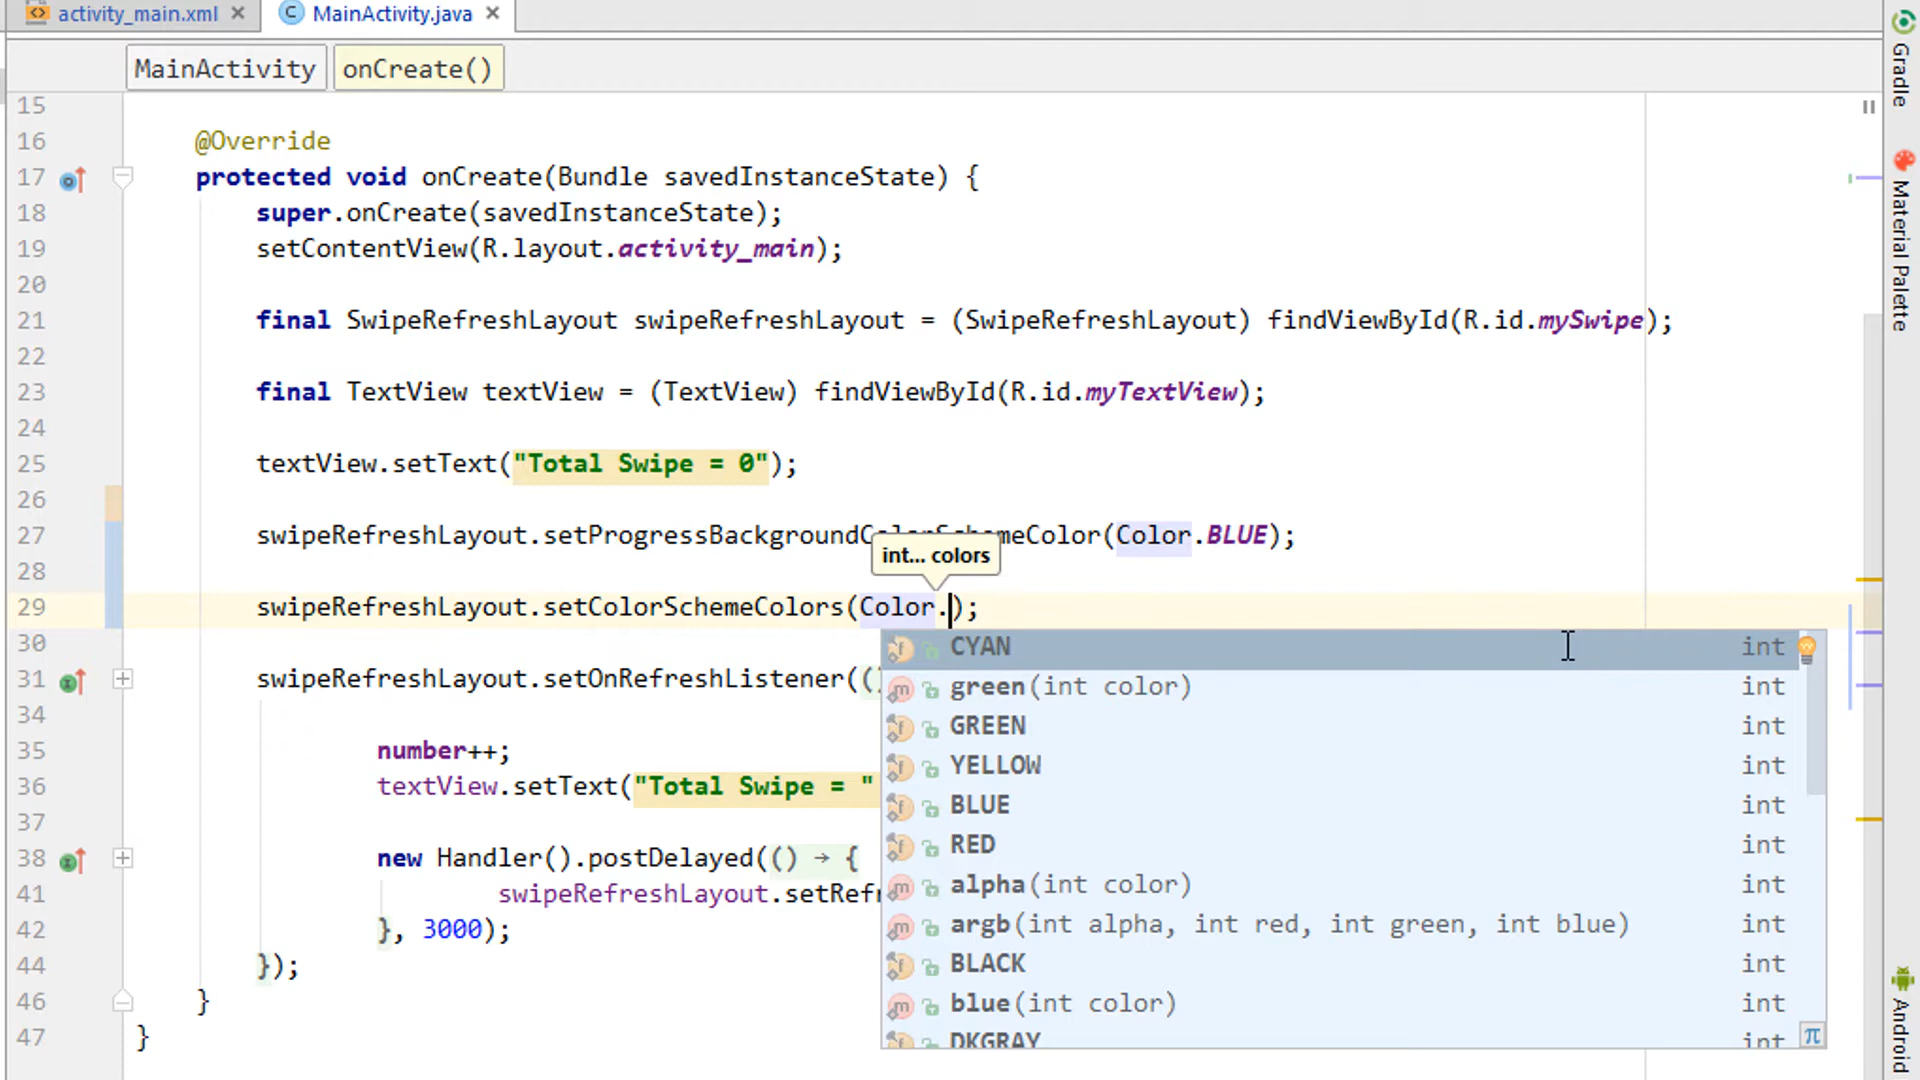 activity_main.xml
MainActivity.java
MainActivity
onCreate()
15
16 @Override
17 protected void onCreate(Bundle savedInstanceState) {
18 super.onCreate(savedInstanceState);
19 setContentView(R.layout.activity_main);
20
21 final SwipeRefreshLayout swipeRefreshLayout = (SwipeRefreshLayout) findViewById(R.id.mySwipe);
22
23 final TextView textView = (TextView) findViewById(R.id.myTextView);
24
25 textView.setText("Total Swipe = 0");
26
27 swipeRefreshLayout.setProgressBackgroundColorSchemeColor(Color.BLUE);
int... colors
28
29 swipeRefreshLayout.setColorSchemeColors(Color.);
30
31 swipeRefreshLayout.setOnRefreshListener((
34
35 number++;
36 textView.setText("Total Swipe = "
37
38 new Handler().postDelayed(() → {
41 swipeRefreshLayout.setRef
42 }, 3000);
44 });
46 }
47 }
CYAN int
green(int color) int
GREEN int
YELLOW int
BLUE int
RED int
alpha(int color) int
argb(int alpha, int red, int green, int blue) int
BLACK int
blue(int color) int
DKGRAY int
π
Gradle
Material Palette
Android